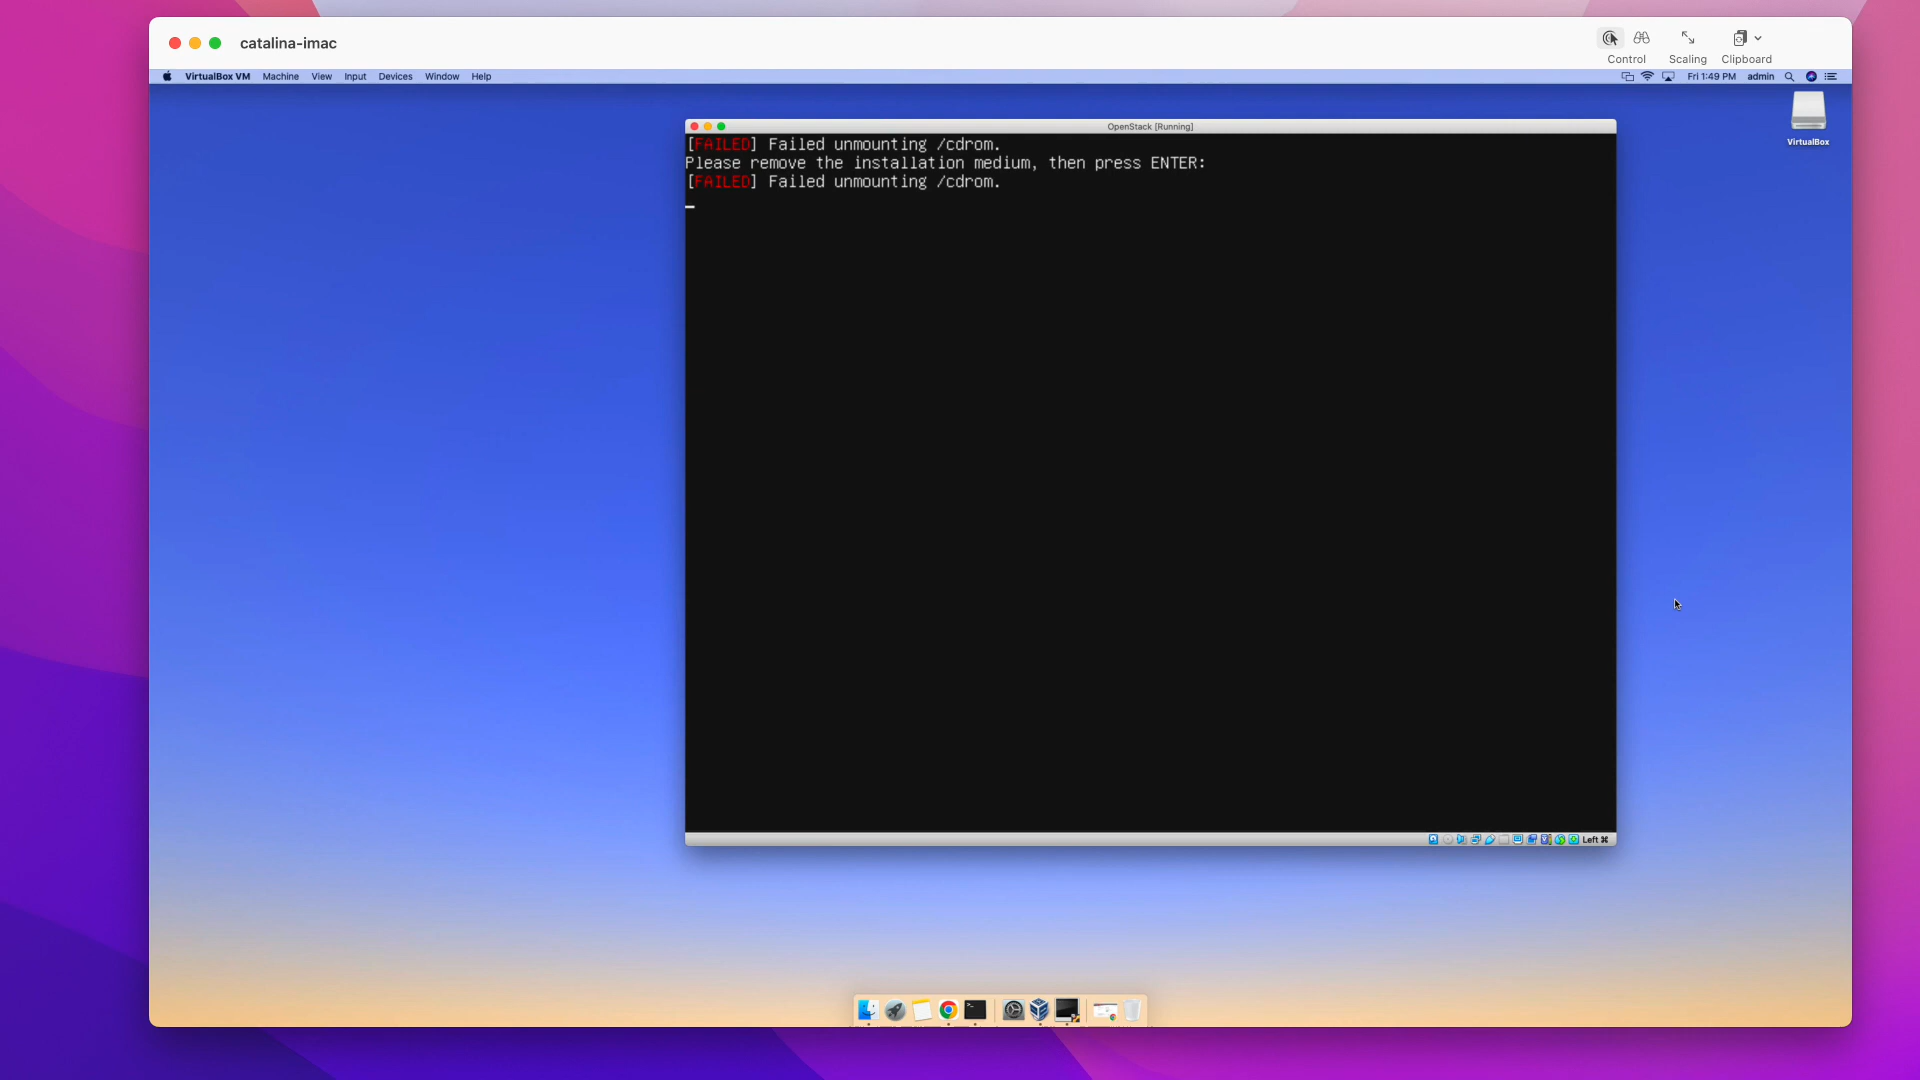 catalina-imac
Control Scaling Clipboard
VirtualBox VM Machine View Input Devices Window Help Fri 1:49 PM admin
VirtualBox
OpenStack [Running]
[FAILED] Failed unmounting /cdrom.
Please remove the installation medium, then press ENTER:
[FAILED] Failed unmounting /cdrom.
Left ⌘